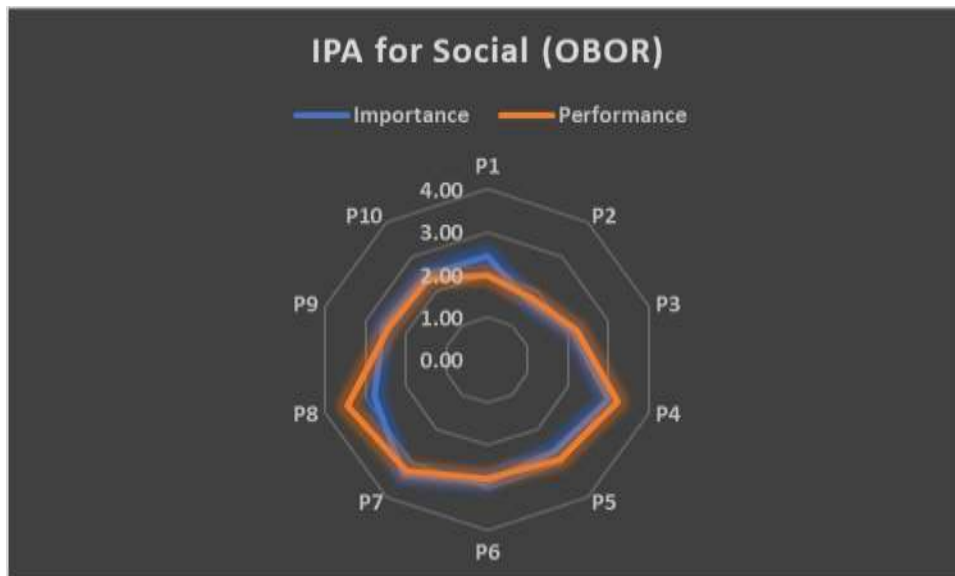 IPA for Social (OBOR)
Importance Performance
P1
4.00
P10 P2
3.00
2.00
P9 P3
1.00
0.00
P8 P4
P7 P5
P6